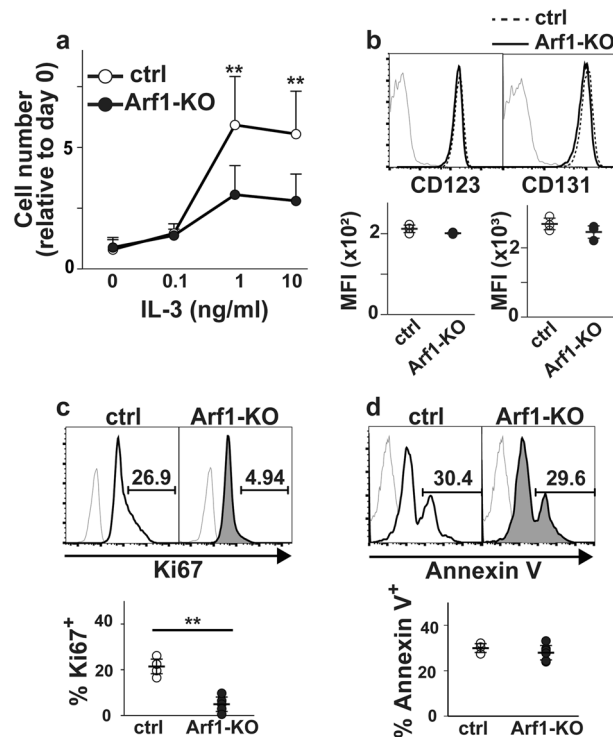 a
ctrl
Arf1-KO
** **
Cell number
(relative to day 0)
5
0
0 0.1 1 10
IL-3 (ng/ml)
b
ctrl
Arf1-KO
CD123 CD131
MFI (x10²)
2
0
ctrl Arf1-KO
MFI (x10³)
3
2
1
0
ctrl Arf1-KO
c
ctrl Arf1-KO
26.9 4.94
Ki67
% Ki67⁺
40
20
0
**
ctrl Arf1-KO
d
ctrl Arf1-KO
30.4 29.6
Annexin V
% Annexin V⁺
40
20
0
ctrl Arf1-KO